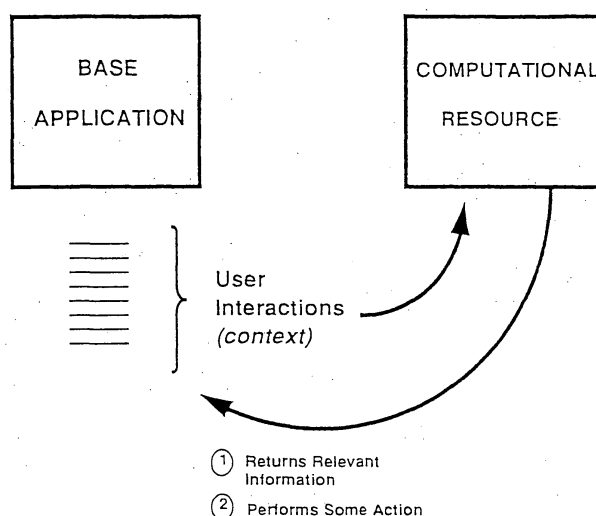 BASE
APPLICATION
COMPUTATIONAL
RESOURCE
User
Interactions
(context)
1 Returns Relevant
Information
2 Performs Some Action